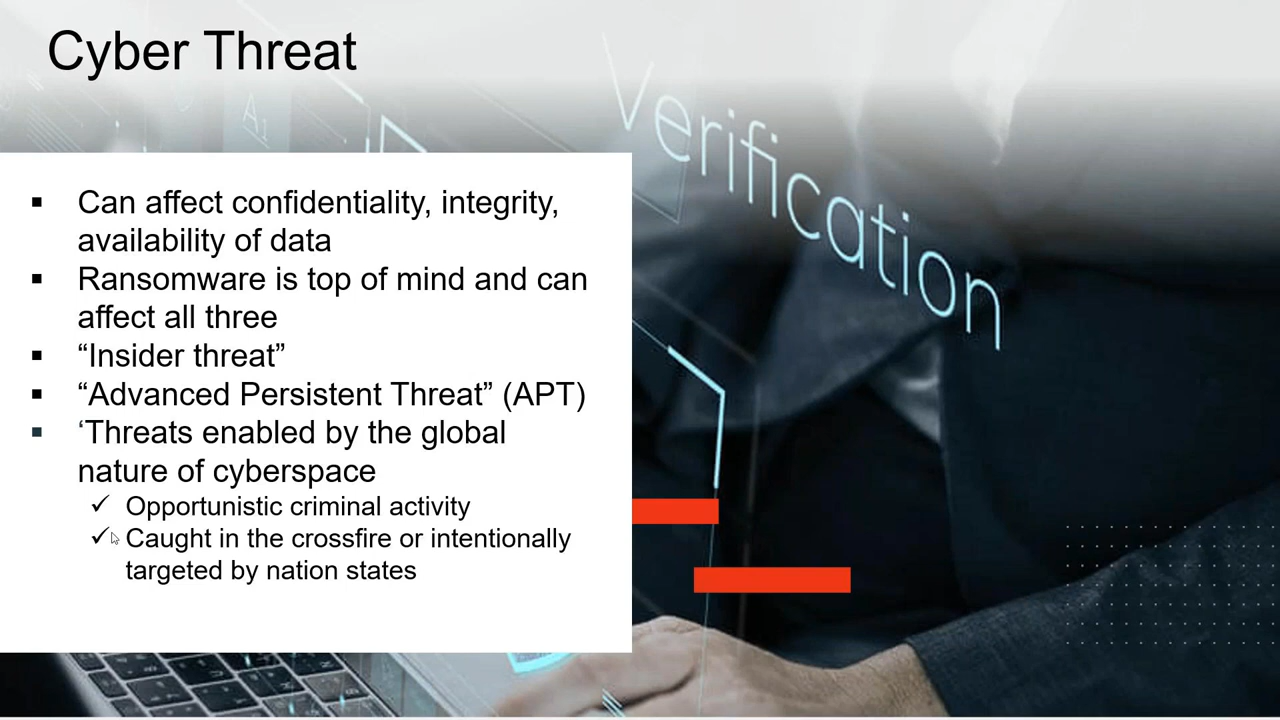 Cyber Threat
Verification
▪ Can affect confidentiality, integrity,
availability of data
▪ Ransomware is top of mind and can
affect all three
▪ “Insider threat”
▪ “Advanced Persistent Threat” (APT)
▪ ‘Threats enabled by the global
nature of cyberspace
✓ Opportunistic criminal activity
✓ Caught in the crossfire or intentionally
targeted by nation states